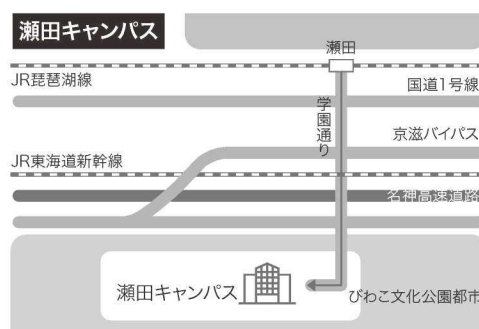 瀬田キャンパス
瀬田
JR琵琶湖線
国道1号線
学園通り
京滋バイパス
JR東海道新幹線
名神高速道路
瀬田キャンパス
びわこ文化公園都市